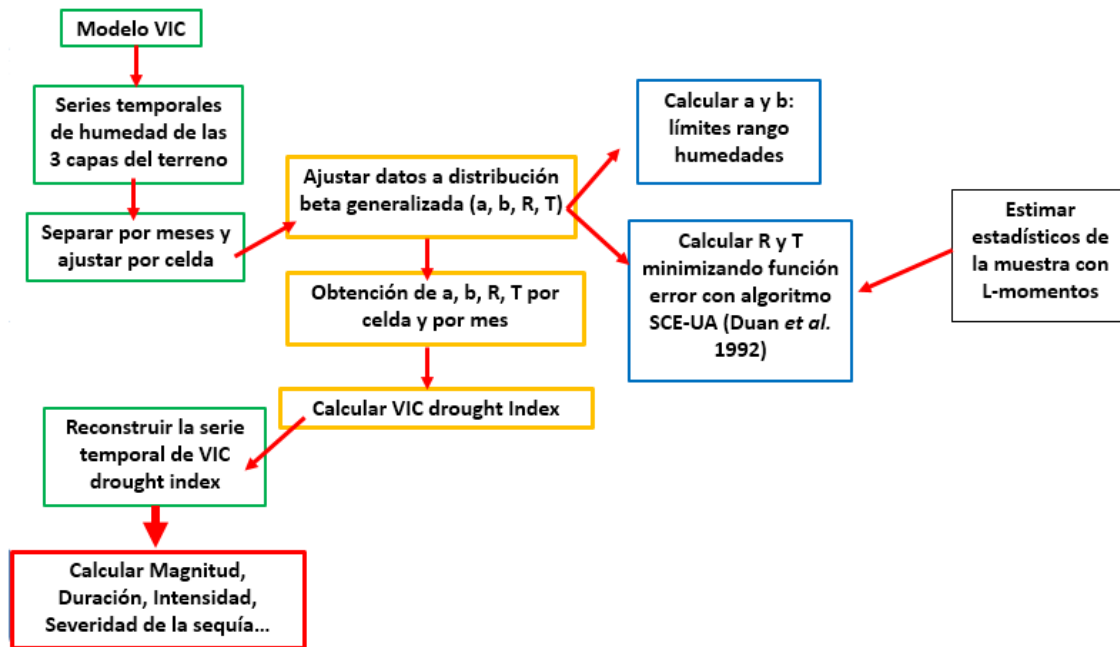 Modelo VIC
Series temporales
de humedad de las
3 capas del terreno
Separar por meses y
ajustar por celda
Ajustar datos a distribución
beta generalizada (a, b, R, T)
Calcular a y b:
límites rango
humedades
Calcular R y T
minimizando función
error con algoritmo
SCE-UA (Duan et al.
1992)
Estimar
estadísticos de
la muestra con
L-momentos
Obtención de a, b, R, T por
celda y por mes
Calcular VIC drought Index
Reconstruir la serie
temporal de VIC
drought index
Calcular Magnitud,
Duración, Intensidad,
Severidad de la sequía...